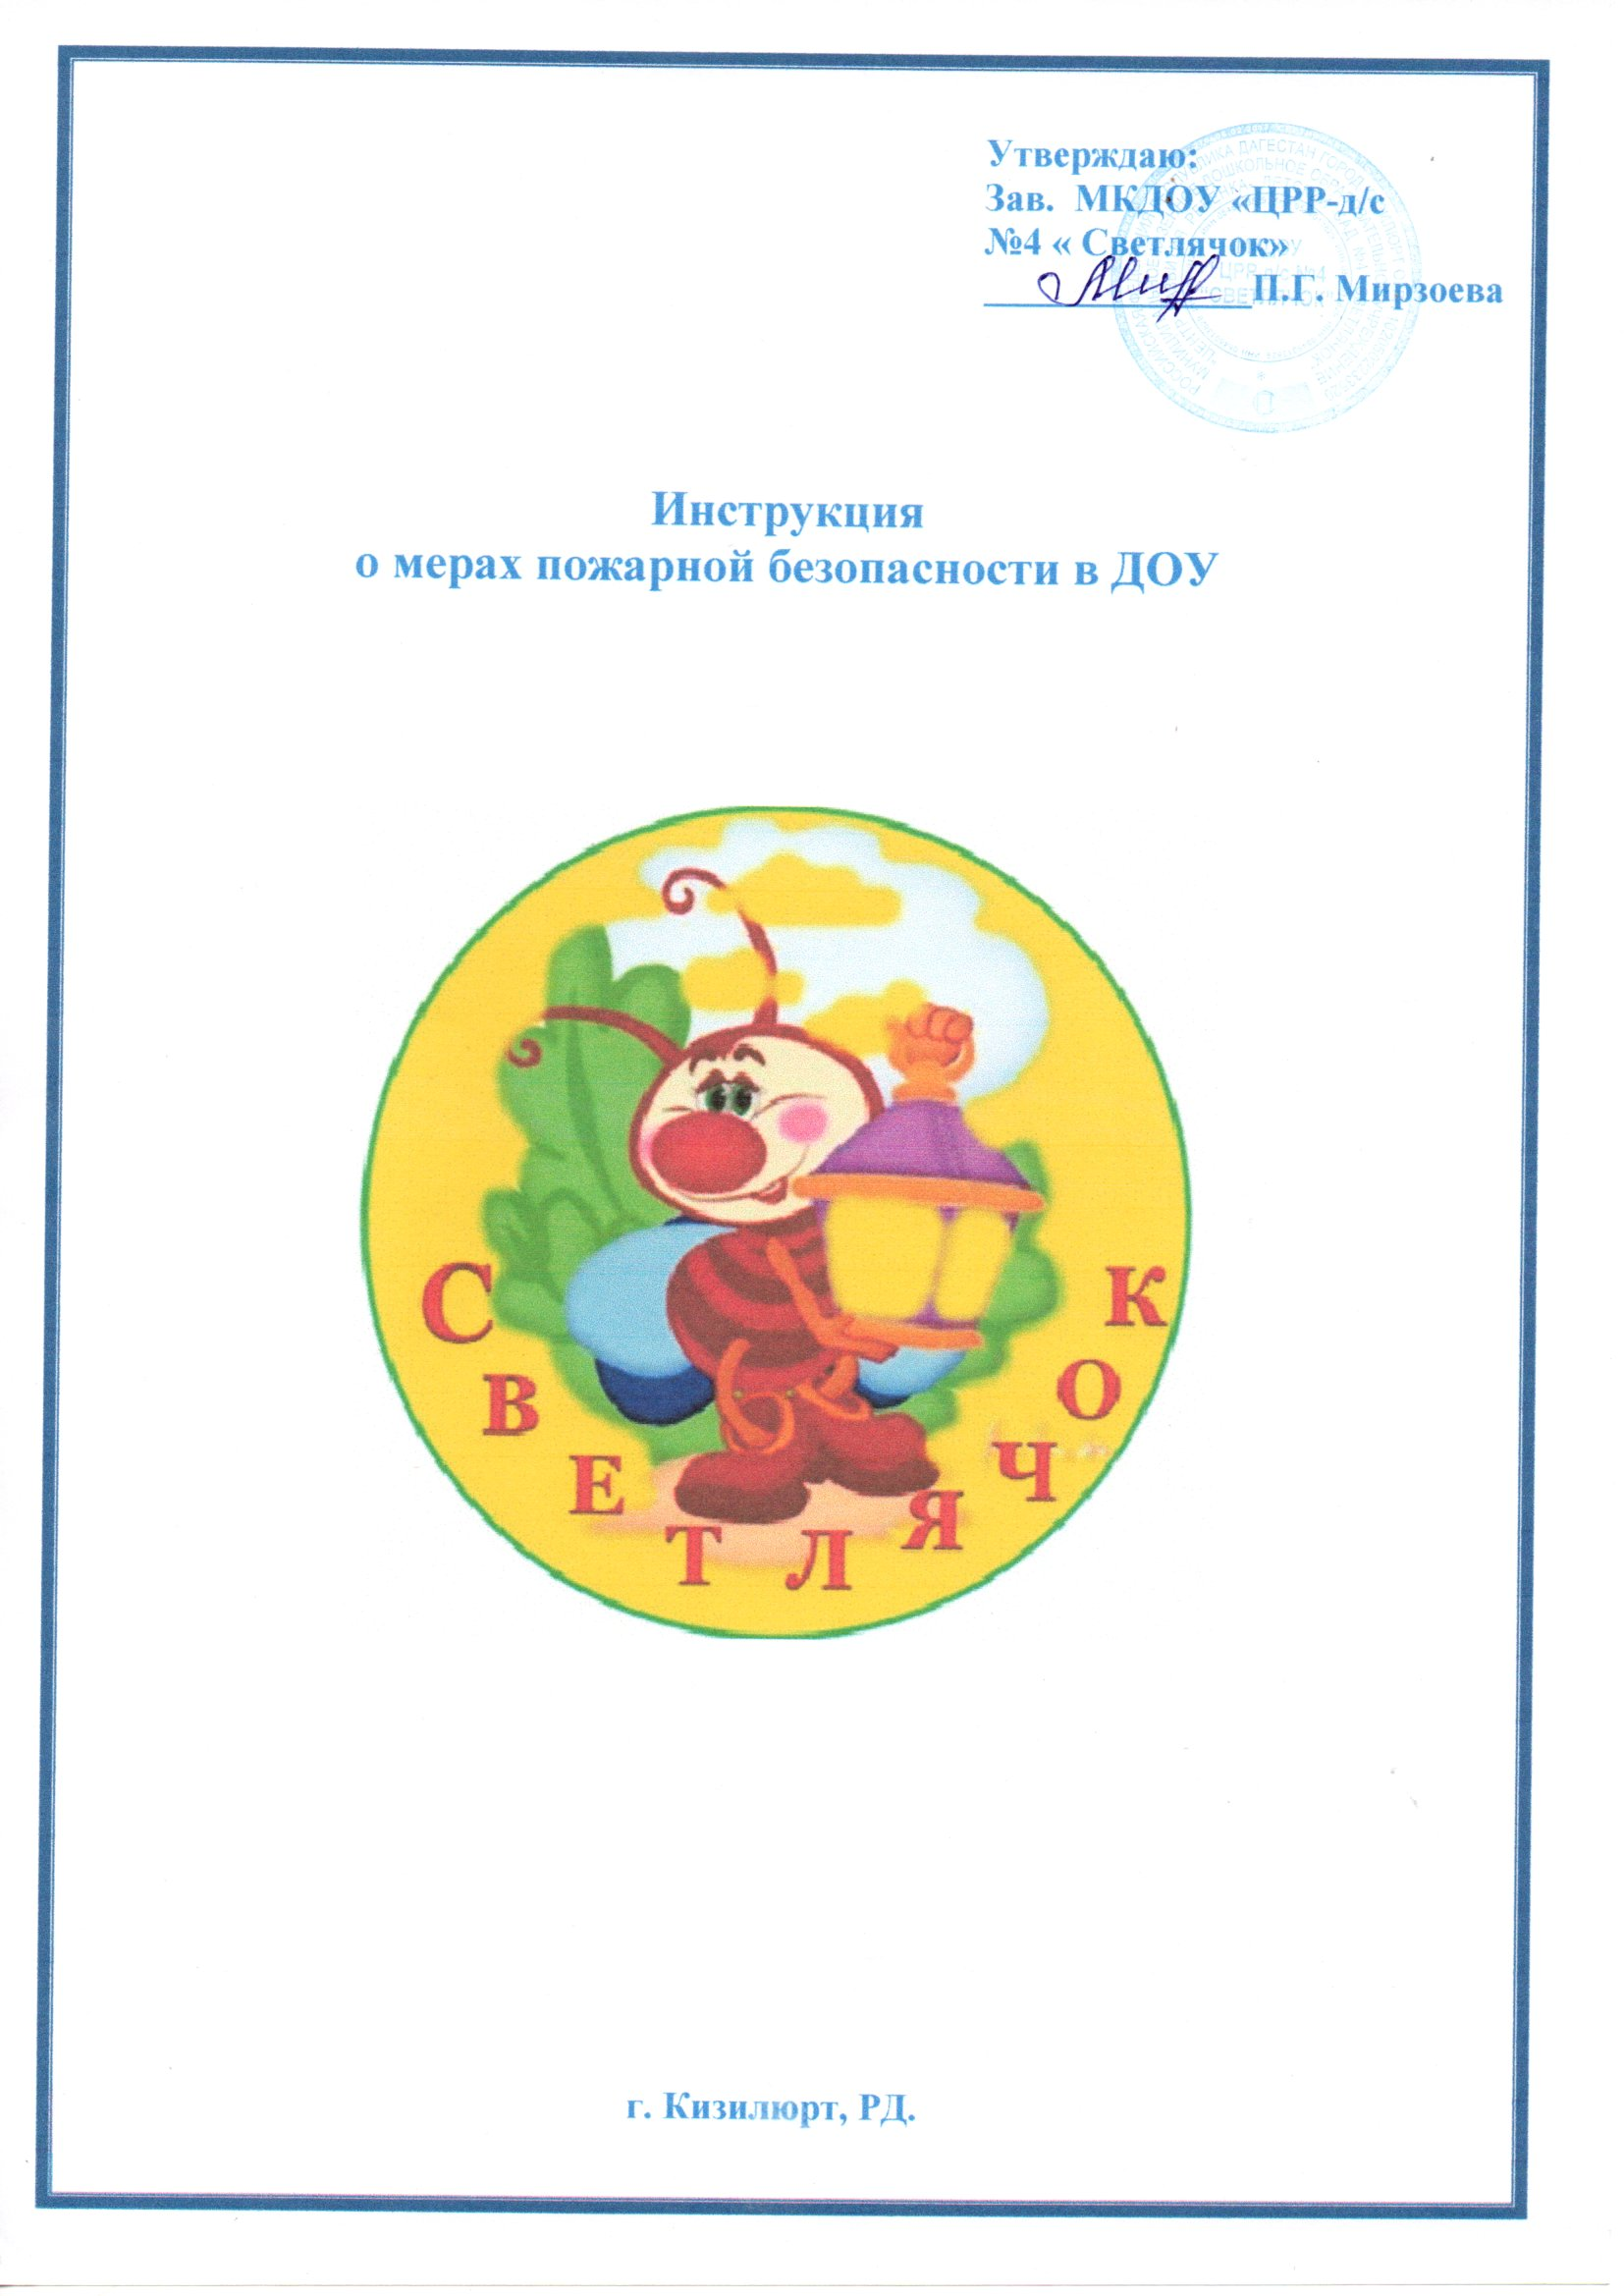 Утверждаю:
Зав. МКДОУ «ЦРР-д/с
№4 « Светлячок»
П.Г. Мирзоева
Инструкция
о мерах пожарной безопасности в ДОУ
СВЕТЛЯЧОК
г. Кизилюрт, РД.